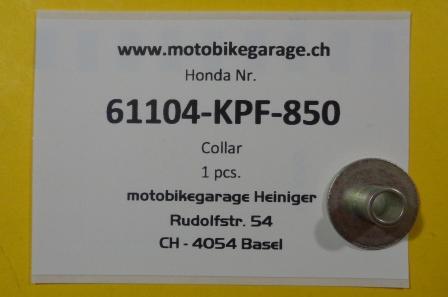 www.motobikegarage.ch
Honda Nr.
61104-KPF-850
Collar
1 pcs.
motobikegarage Heiniger
Rudolfstr. 54
CH - 4054 Basel